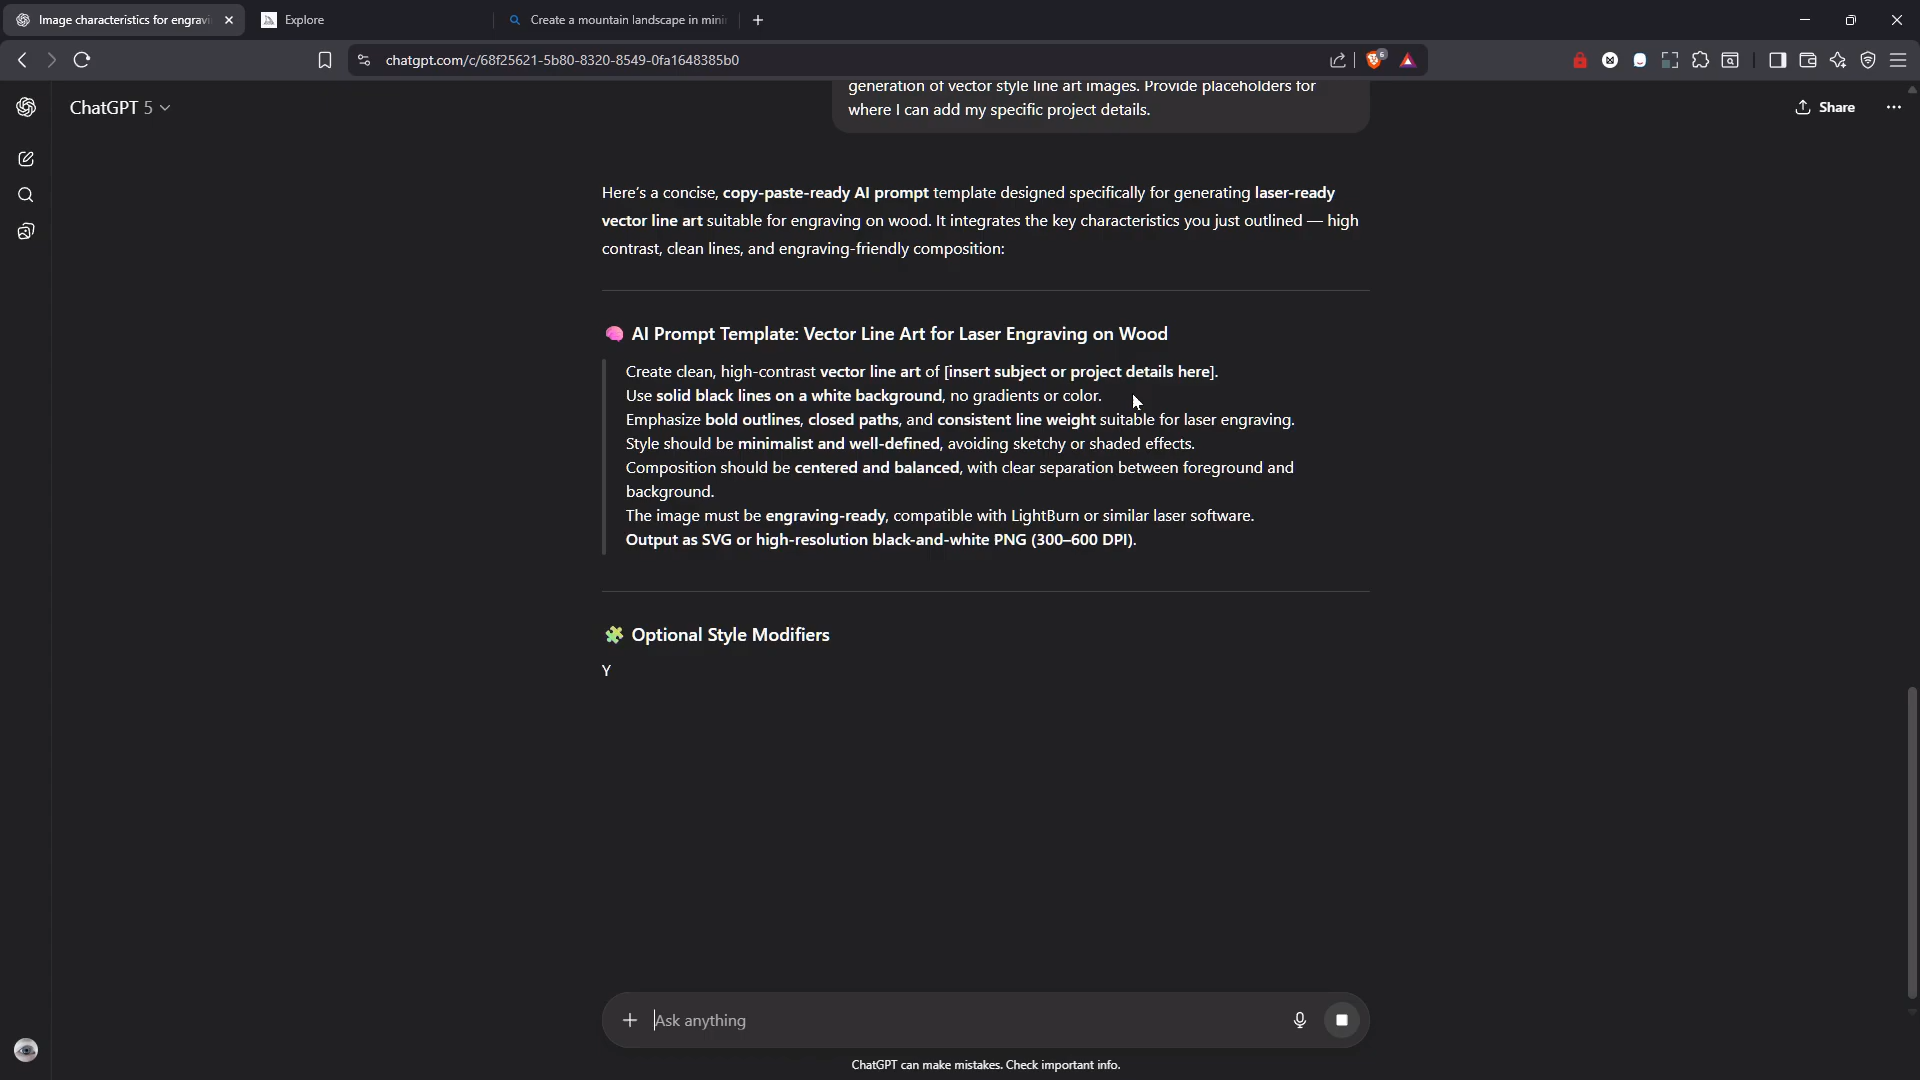 Image characteristics for engravi
Explore
Create a mountain landscape in mini
chatgpt.com/c/68f25621-5b80-8320-8549-0fa1648385b0
6
ChatGPT 5
Share
generation of vector style line art images. Provide placeholders for
where I can add my specific project details.
Here's a concise, copy-paste-ready AI prompt template designed specifically for generating laser-ready
vector line art suitable for engraving on wood. It integrates the key characteristics you just outlined — high
contrast, clean lines, and engraving-friendly composition:
AI Prompt Template: Vector Line Art for Laser Engraving on Wood
Create clean, high-contrast vector line art of [insert subject or project details here].
Use solid black lines on a white background, no gradients or color.
Emphasize bold outlines, closed paths, and consistent line weight suitable for laser engraving.
Style should be minimalist and well-defined, avoiding sketchy or shaded effects.
Composition should be centered and balanced, with clear separation between foreground and
background.
The image must be engraving-ready, compatible with LightBurn or similar laser software.
Output as SVG or high-resolution black-and-white PNG (300–600 DPI).
Optional Style Modifiers
Y
Ask anything
ChatGPT can make mistakes. Check important info.